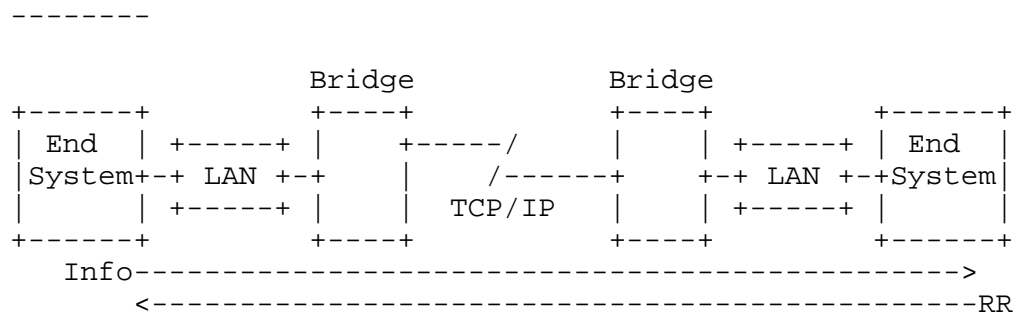 --------
Bridge Bridge
+------+ +----+ +----+ +------+
| End | +-----+ | +-----/ | | +-----+ | End |
|System+-+ LAN +-+ | /------+ +-+ LAN +-+System|
| | +-----+ | | TCP/IP | | +-----+ | |
+------+ +----+ +----+ +------+
Info----------------------------------------------->
<-----------------------------------------------RR